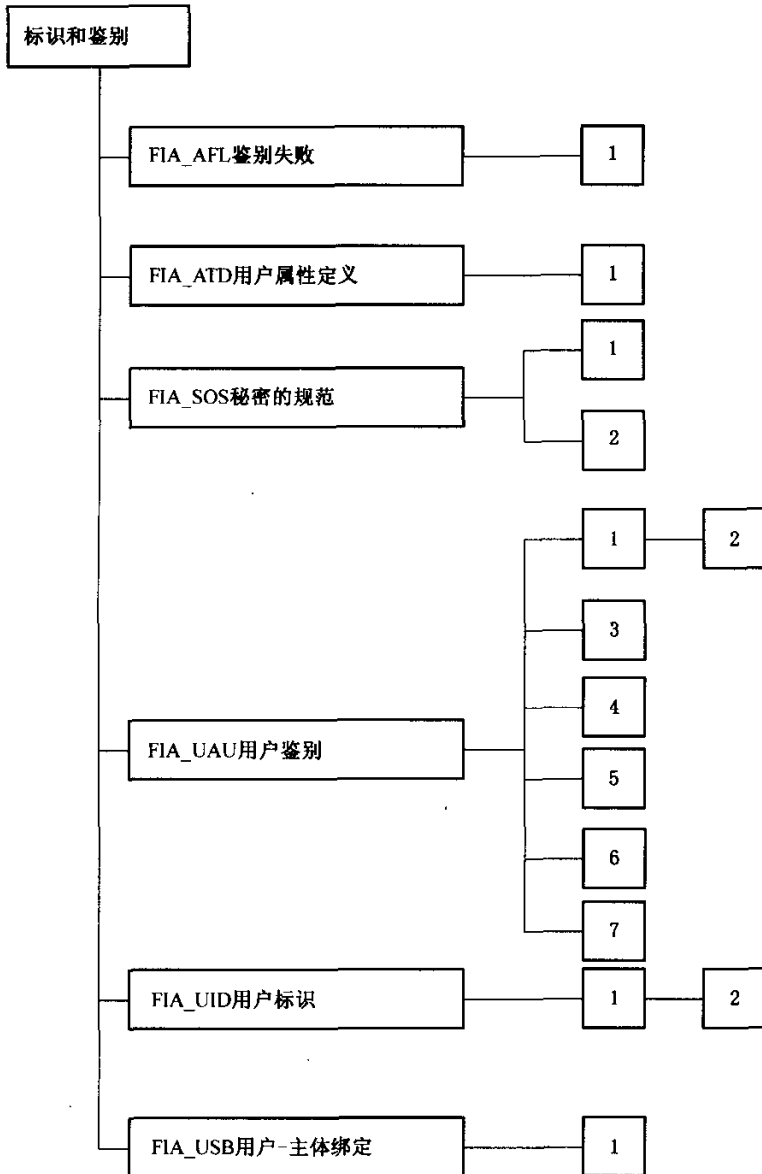 标识和鉴别
FIA_AFL鉴别失败 1
FIA_ATD用户属性定义 1
1
FIA_SOS秘密的规范
2
1 2
3
4
FIA_UAU用户鉴别
5
6
7
FIA_UID用户标识 1 2
FIA_USB用户-主体绑定 1